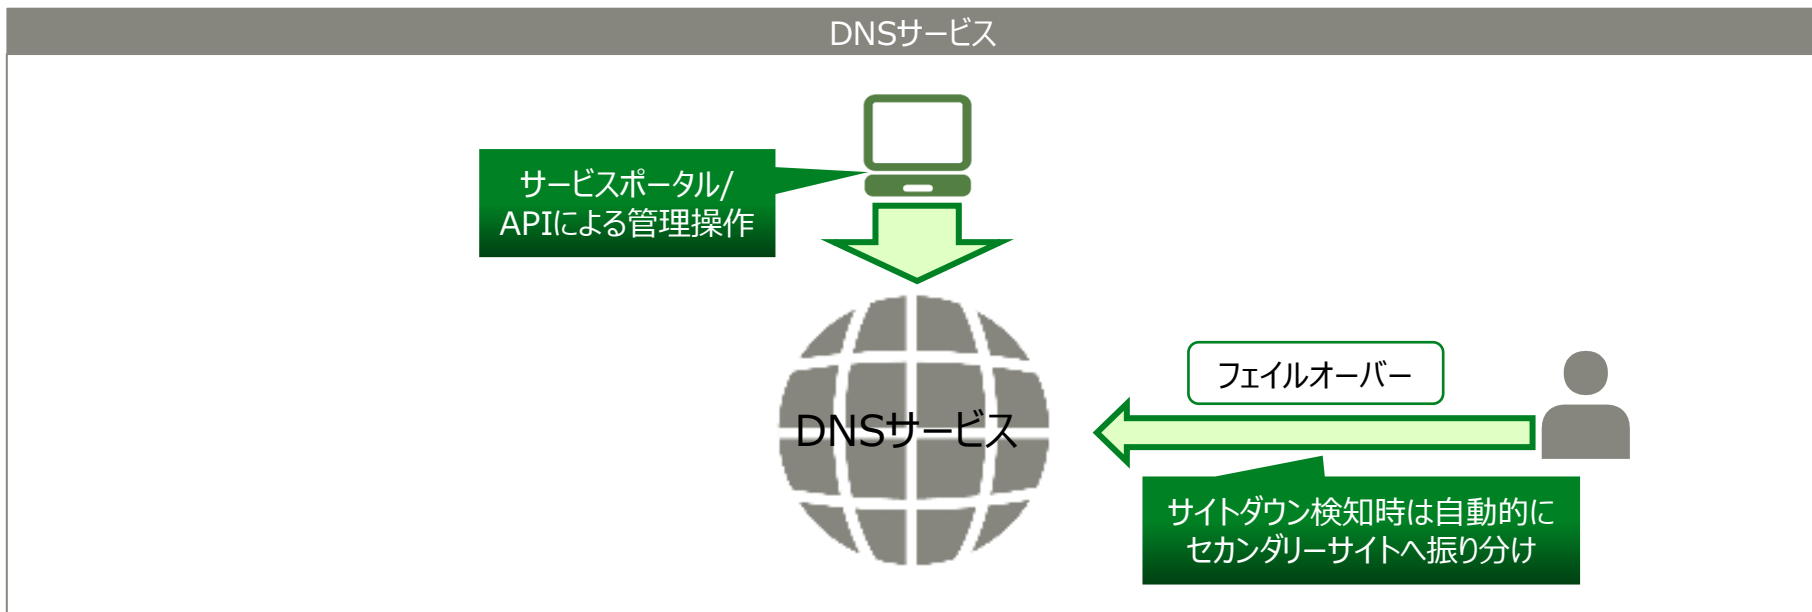 DNSサービス
サービスポータル/
APIによる管理操作
フェイルオーバー
DNSサービス
サイトダウン検知時は自動的に
セカンダリーサイトへ振り分け